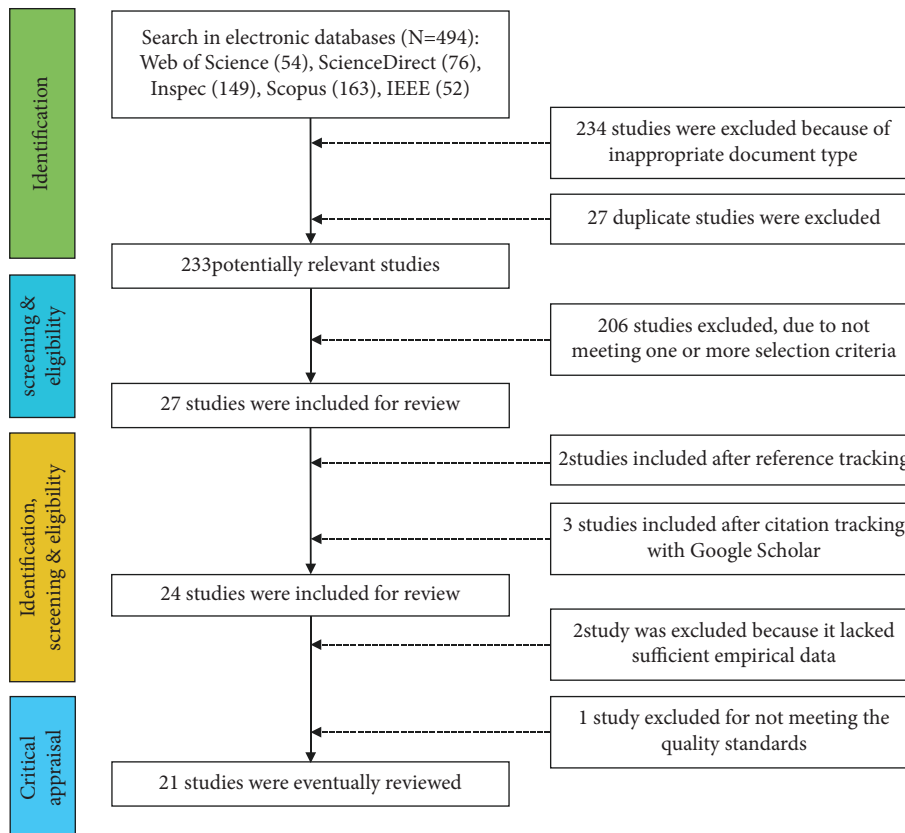 Identification
Search in electronic databases (N=494):
Web of Science (54), ScienceDirect (76),
Inspec (149), Scopus (163), IEEE (52)
234 studies were excluded because of
inappropriate document type
27 duplicate studies were excluded
233potentially relevant studies
screening &
eligibility
206 studies excluded, due to not
meeting one or more selection criteria
27 studies were included for review
Identification,
screening & eligibility
2studies included after reference tracking
3 studies included after citation tracking
with Google Scholar
24 studies were included for review
2study was excluded because it lacked
sufficient empirical data
Critical
appraisal
1 study excluded for not meeting the
quality standards
21 studies were eventually reviewed